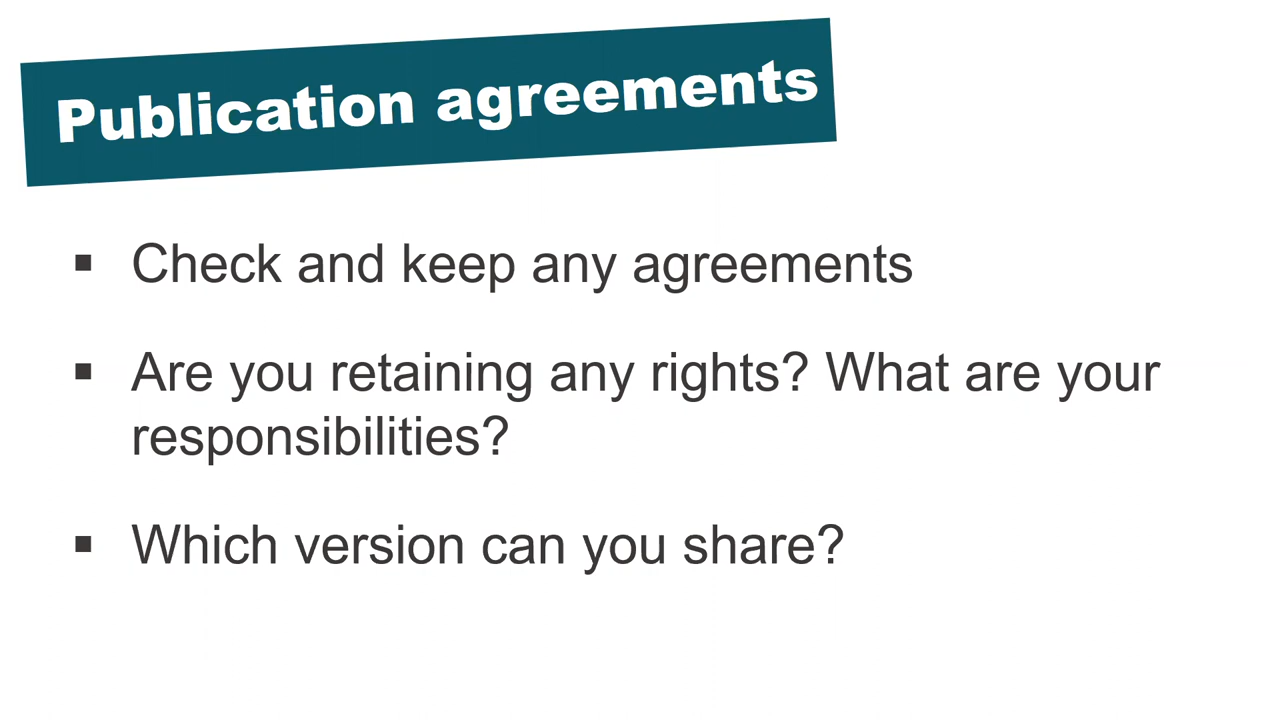 Publication agreements
▪ Check and keep any agreements
▪ Are you retaining any rights? What are your
responsibilities?
▪ Which version can you share?